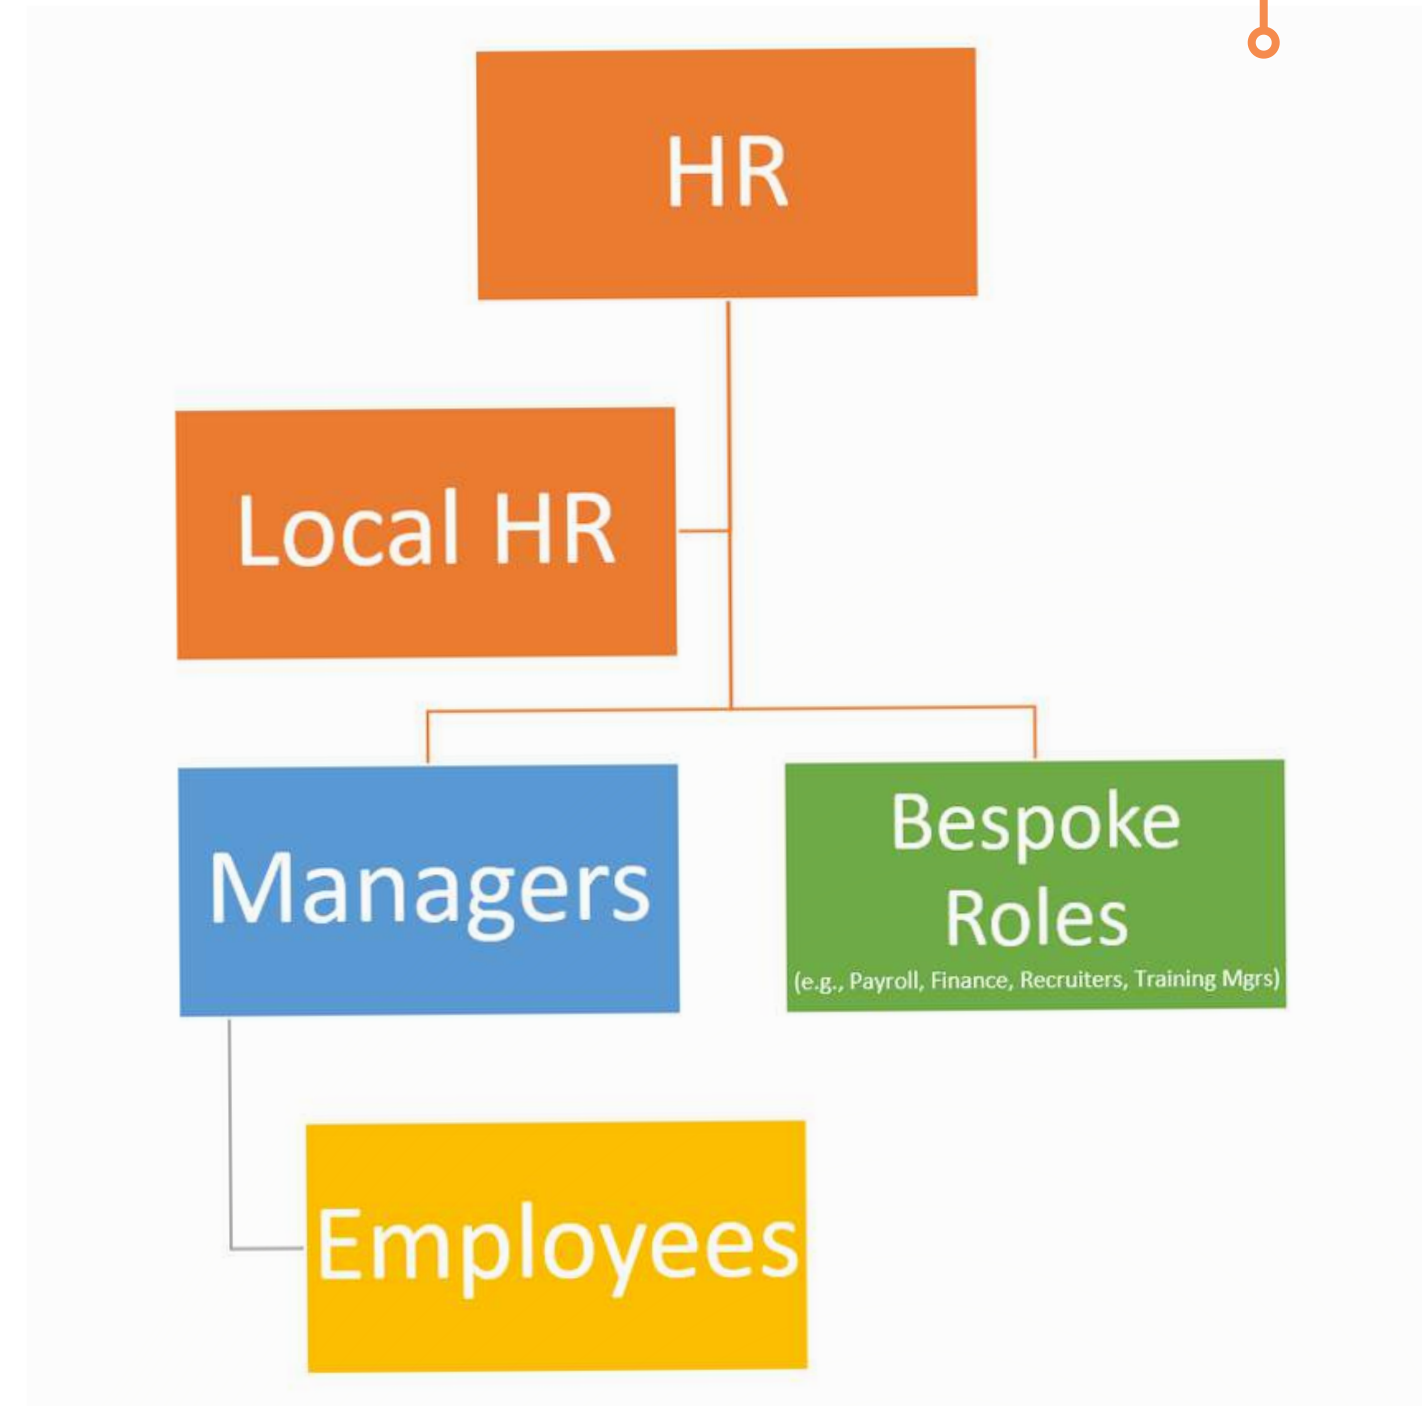 HR
Local HR
Managers
Bespoke
Roles
(e.g., Payroll, Finance, Recruiters, Training Mgrs)
Employees